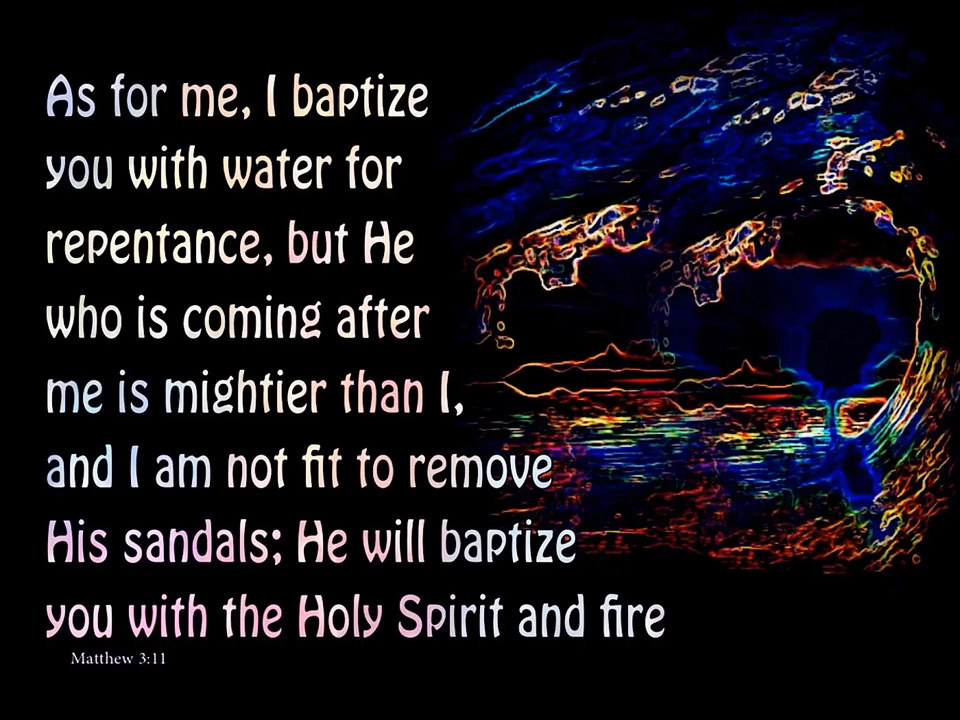 As for me, I baptize
you with water for
repentance, but He
who is coming after
me is mightier than I,
and I am not fit to remove
His sandals; He will baptize
you with the Holy Spirit and fire
Matthew 3:11